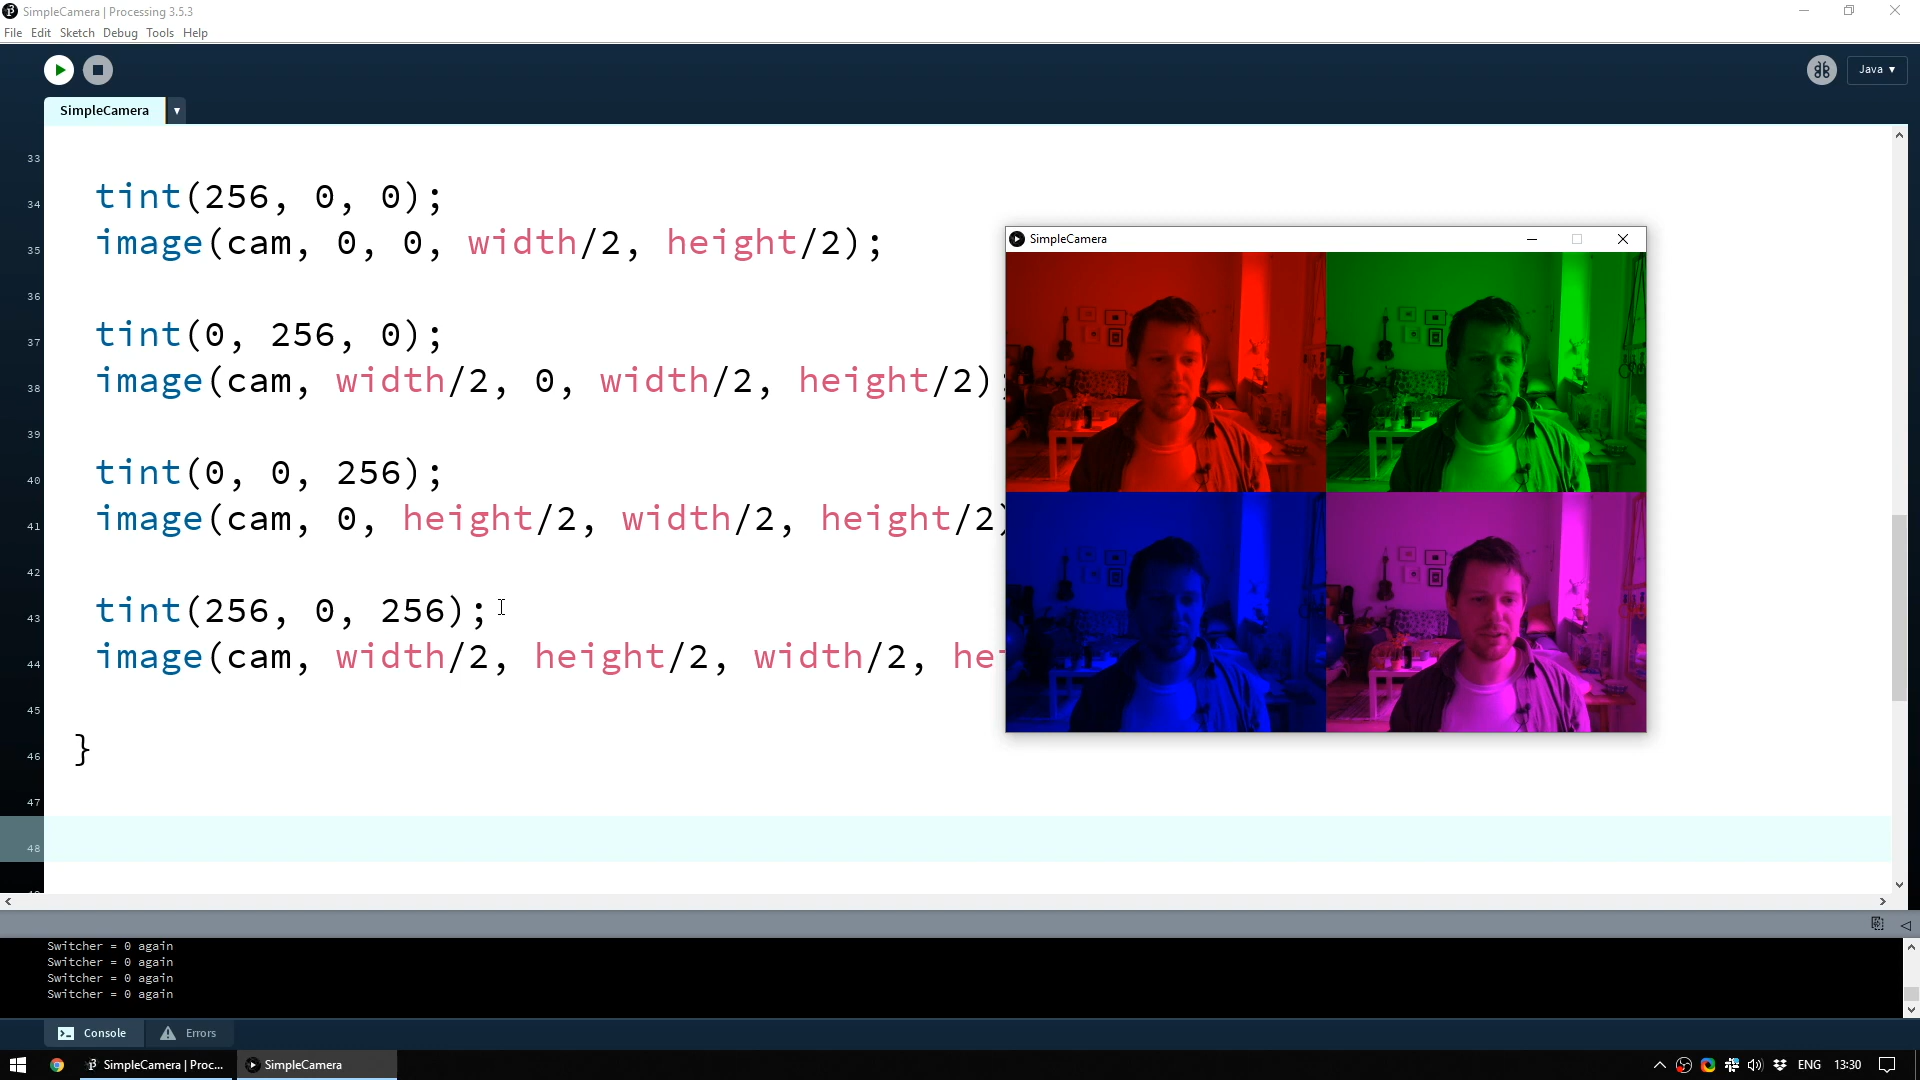 SimpleCamera | Processing 3.5.3
File Edit Sketch Debug Tools Help
Java ▾
SimpleCamera ▾
33
34 tint(256, 0, 0);
35 image(cam, 0, 0, width/2, height/2);
36
37 tint(0, 256, 0);
38 image(cam, width/2, 0, width/2, height/2);
39
40 tint(0, 0, 256);
41 image(cam, 0, height/2, width/2, height/2)
42
43 tint(256, 0, 256);
44 image(cam, width/2, height/2, width/2, hei
45
46 }
47
48
SimpleCamera
Switcher = 0 again
Switcher = 0 again
Switcher = 0 again
Switcher = 0 again
Console Errors
SimpleCamera | Proc... SimpleCamera ENG 13:30